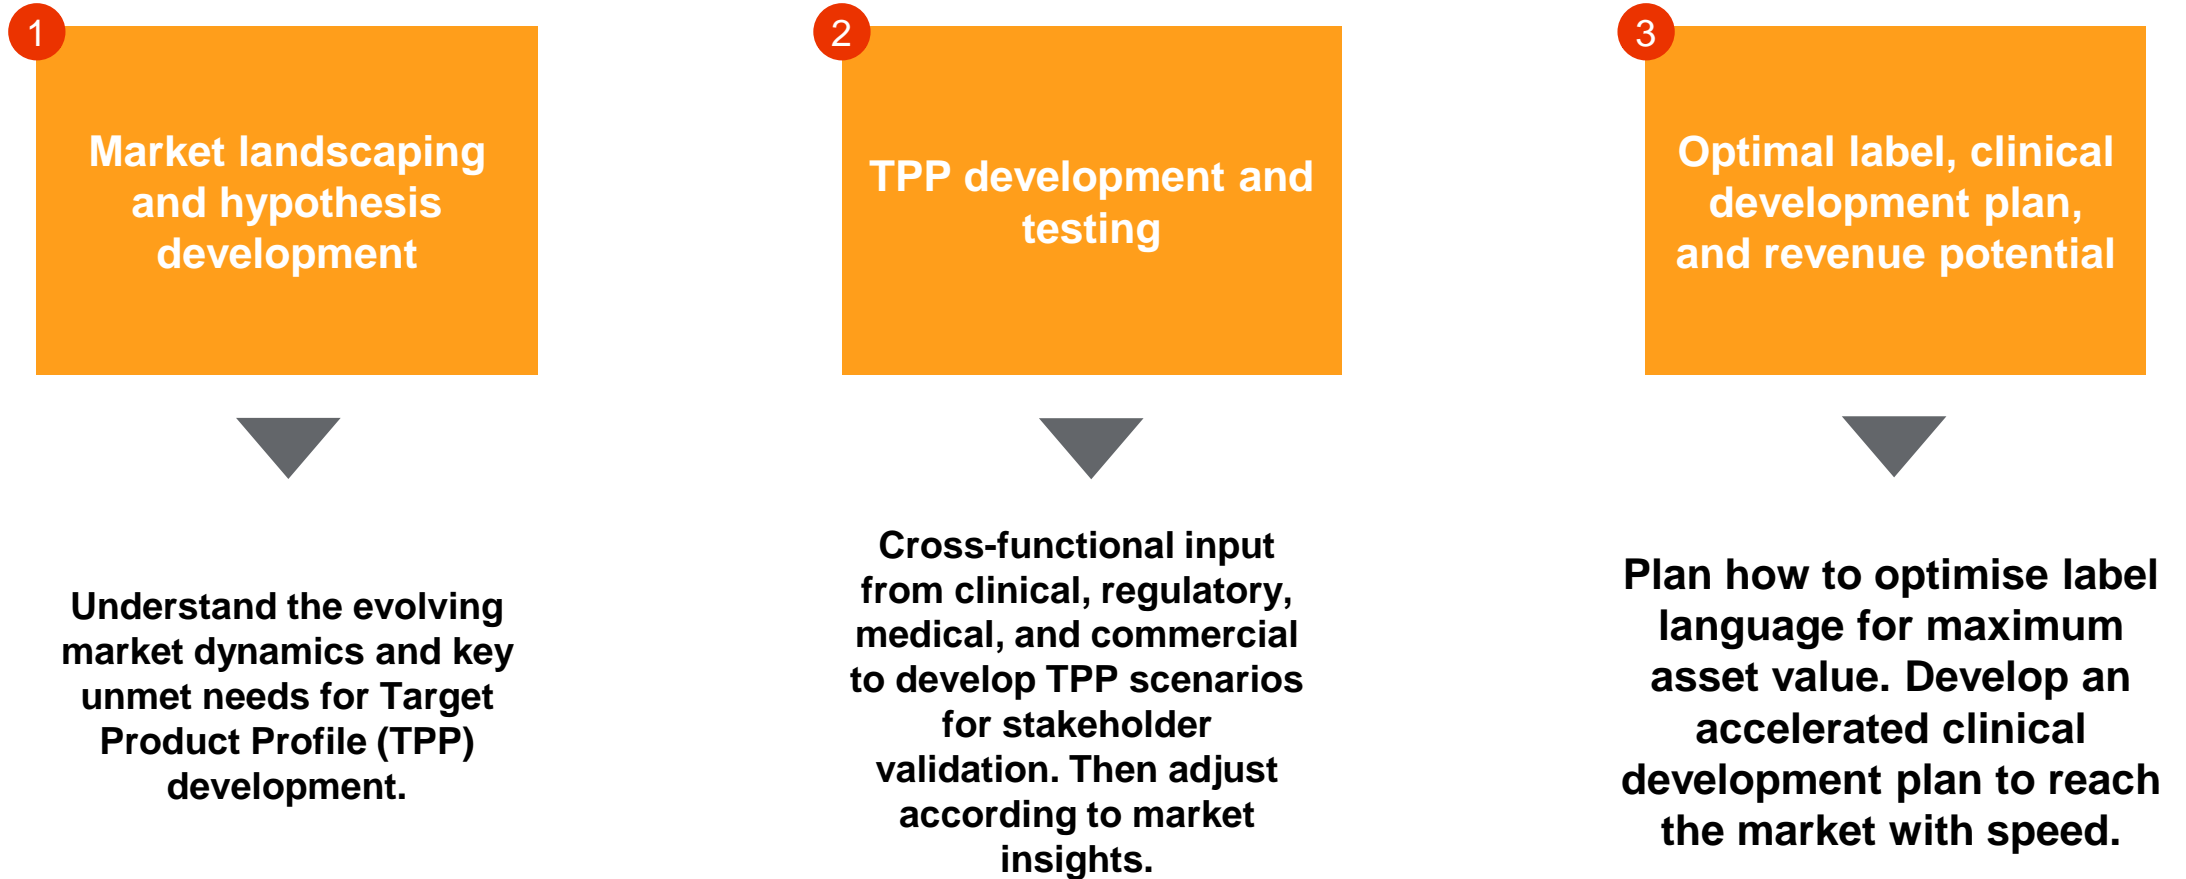 1
Market landscaping
and hypothesis
development
Understand the evolving
market dynamics and key
unmet needs for Target
Product Profile (TPP)
development.
2
TPP development and
testing
Cross-functional input
from clinical, regulatory,
medical, and commercial
to develop TPP scenarios
for stakeholder
validation. Then adjust
according to market
insights.
3
Optimal label, clinical
development plan,
and revenue potential
Plan how to optimise label
language for maximum
asset value. Develop an
accelerated clinical
development plan to reach
the market with speed.